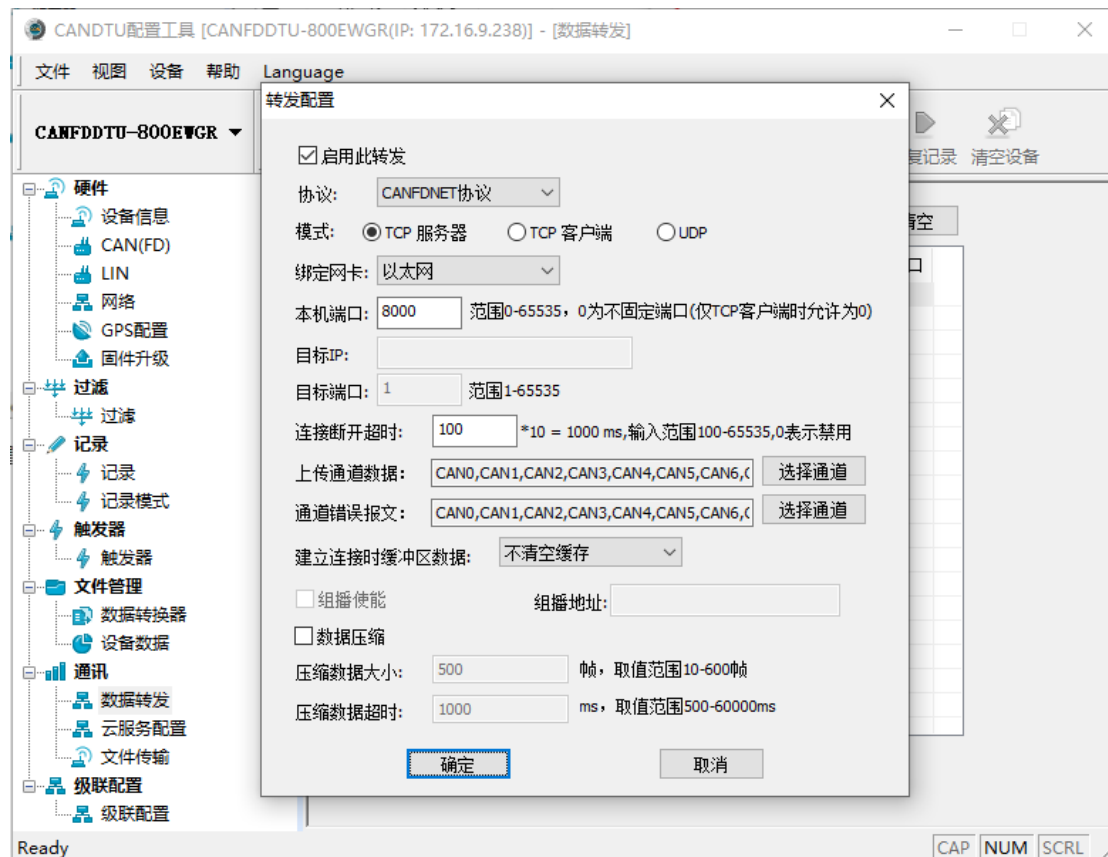 CANDTU配置工具 [CANFDDTU-800EWGR(IP: 172.16.9.238)] - [数据转发]
文件 视图 设备 帮助 Language
CANFDDTU-800EWGR
复记录 清空设备
硬件
设备信息
CAN(FD)
LIN
网络
GPS配置
固件升级
过滤
过滤
记录
记录
记录模式
触发器
触发器
文件管理
数据转换器
设备数据
通讯
数据转发
云服务配置
文件传输
级联配置
级联配置
清空
口
转发配置
启用此转发
协议: CANFDNET协议
模式: TCP 服务器 TCP 客户端 UDP
绑定网卡: 以太网
本机端口: 8000 范围0-65535，0为不固定端口(仅TCP客户端时允许为0)
目标IP:
目标端口: 1 范围1-65535
连接断开超时: 100 *10 = 1000 ms,输入范围100-65535,0表示禁用
上传通道数据: CAN0,CAN1,CAN2,CAN3,CAN4,CAN5,CAN6, 选择通道
通道错误报文: CAN0,CAN1,CAN2,CAN3,CAN4,CAN5,CAN6, 选择通道
建立连接时缓冲区数据: 不清空缓存
组播使能 组播地址:
数据压缩
压缩数据大小: 500 帧，取值范围10-600帧
压缩数据超时: 1000 ms，取值范围500-60000ms
确定 取消
Ready CAP NUM SCRL